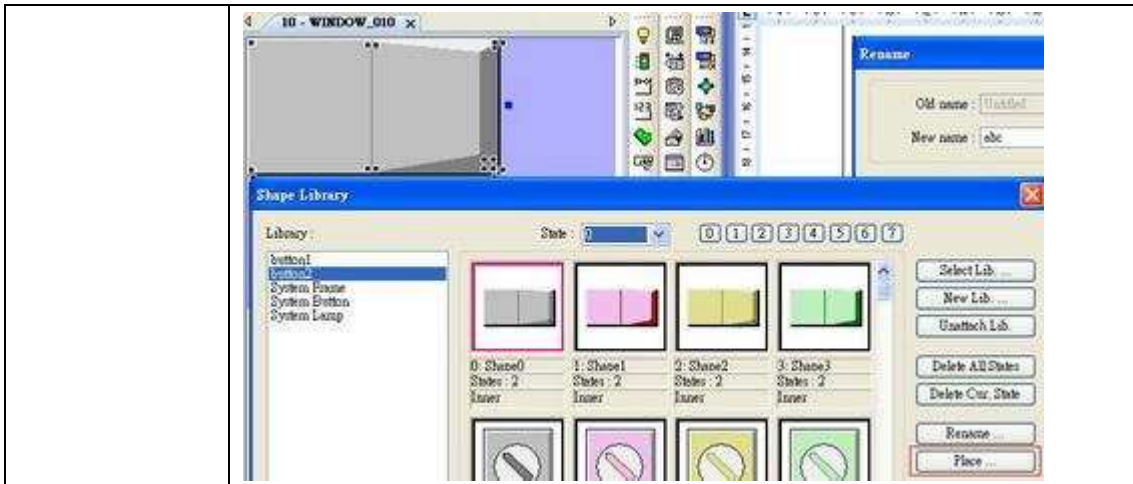 10 - WINDOW_010
Rename
Old name : Untitled
New name : abc
Shape Library
Library :
State : 0
0 1 2 3 4 5 6 7
button1
button2
System Frame
System Button
System Lamp
Select Lib. ...
New Lib. ...
Unattach Lib.
0: Shape0
1: Shape1
2: Shape2
3: Shape3
States : 2
States : 2
States : 2
States : 2
Inner
Inner
Inner
Inner
Delete All States
Delete Cur. State
Rename ...
Place ...